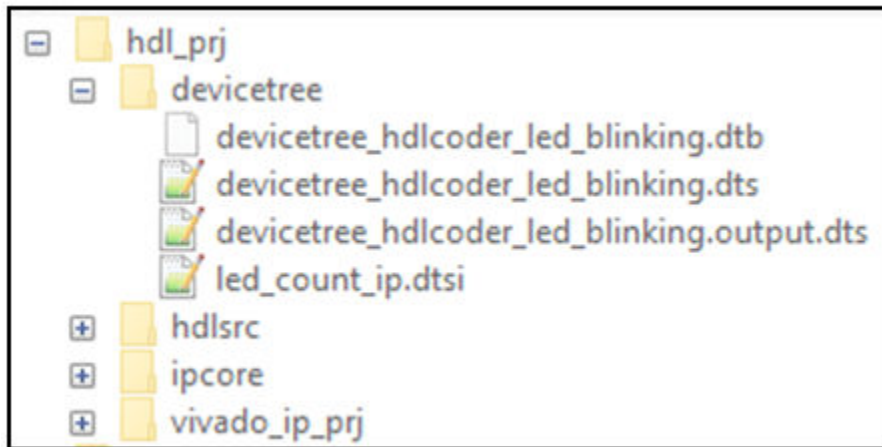 hdl_prj
devicetree
devicetree_hdlcoder_led_blinking.dtb
devicetree_hdlcoder_led_blinking.dts
devicetree_hdlcoder_led_blinking.output.dts
led_count_ip.dtsi
hdlsrc
ipcore
vivado_ip_prj